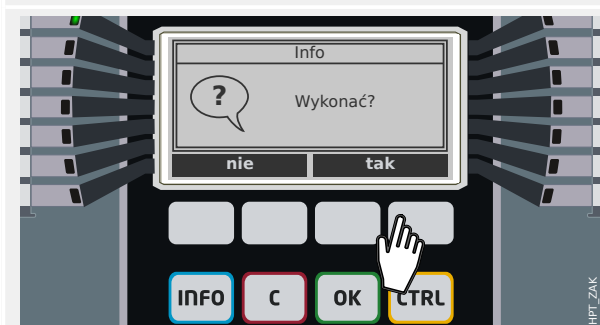 Info
?
Wykonać?
nie tak
INFO C OK CTRL
HPT_ZAK